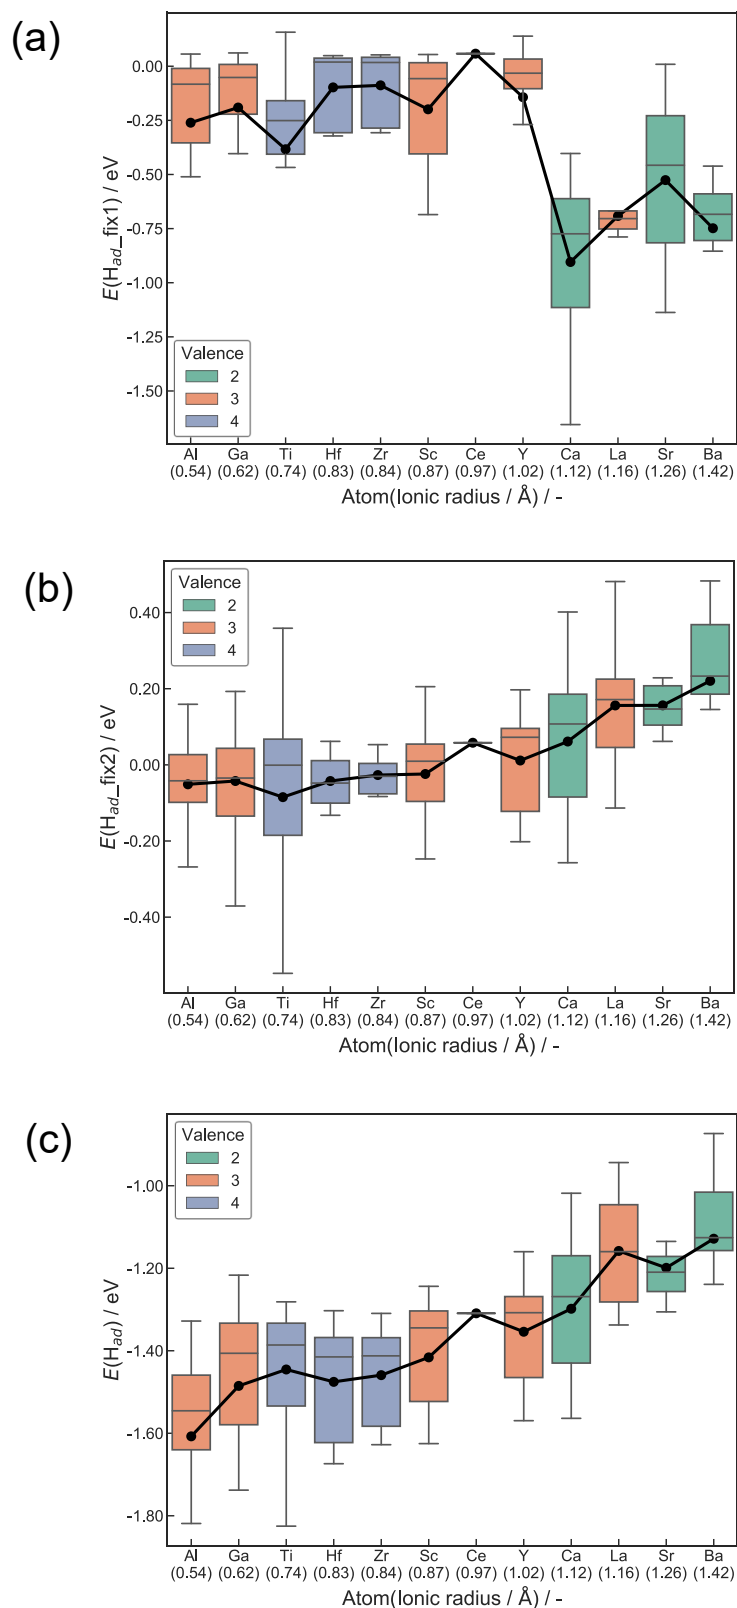 (a)
0.00
-0.25
-0.50
-0.75
-1.00
-1.25
-1.50
E(H_ad_fix1) / eV
Valence
2
3
4
Al Ga Ti Hf Zr Sc Ce Y Ca La Sr Ba
(0.54) (0.62) (0.74) (0.83) (0.84) (0.87) (0.97) (1.02) (1.12) (1.16) (1.26) (1.42)
Atom(Ionic radius / Å) / -
(b)
0.40
0.20
0.00
-0.20
-0.40
E(H_ad_fix2) / eV
Valence
2
3
4
Al Ga Ti Hf Zr Sc Ce Y Ca La Sr Ba
(0.54) (0.62) (0.74) (0.83) (0.84) (0.87) (0.97) (1.02) (1.12) (1.16) (1.26) (1.42)
Atom(Ionic radius / Å) / -
(c)
-1.00
-1.20
-1.40
-1.60
-1.80
E(H_ad) / eV
Valence
2
3
4
Al Ga Ti Hf Zr Sc Ce Y Ca La Sr Ba
(0.54) (0.62) (0.74) (0.83) (0.84) (0.87) (0.97) (1.02) (1.12) (1.16) (1.26) (1.42)
Atom(Ionic radius / Å) / -